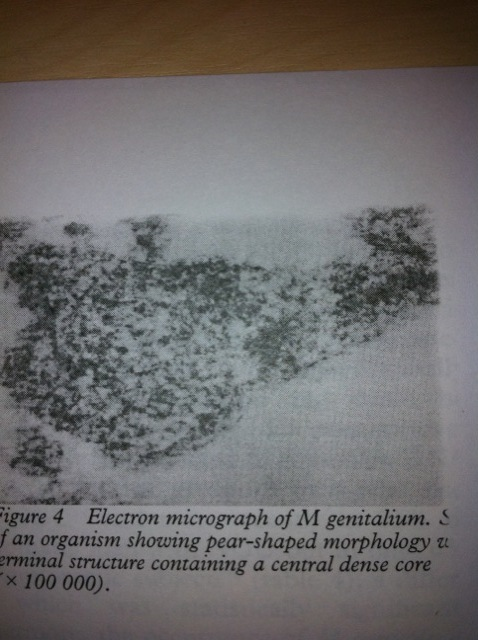 Figure 4 Electron micrograph of M genitalium.
f an organism showing pear-shaped morphology
erminal structure containing a central dense core
(× 100 000).